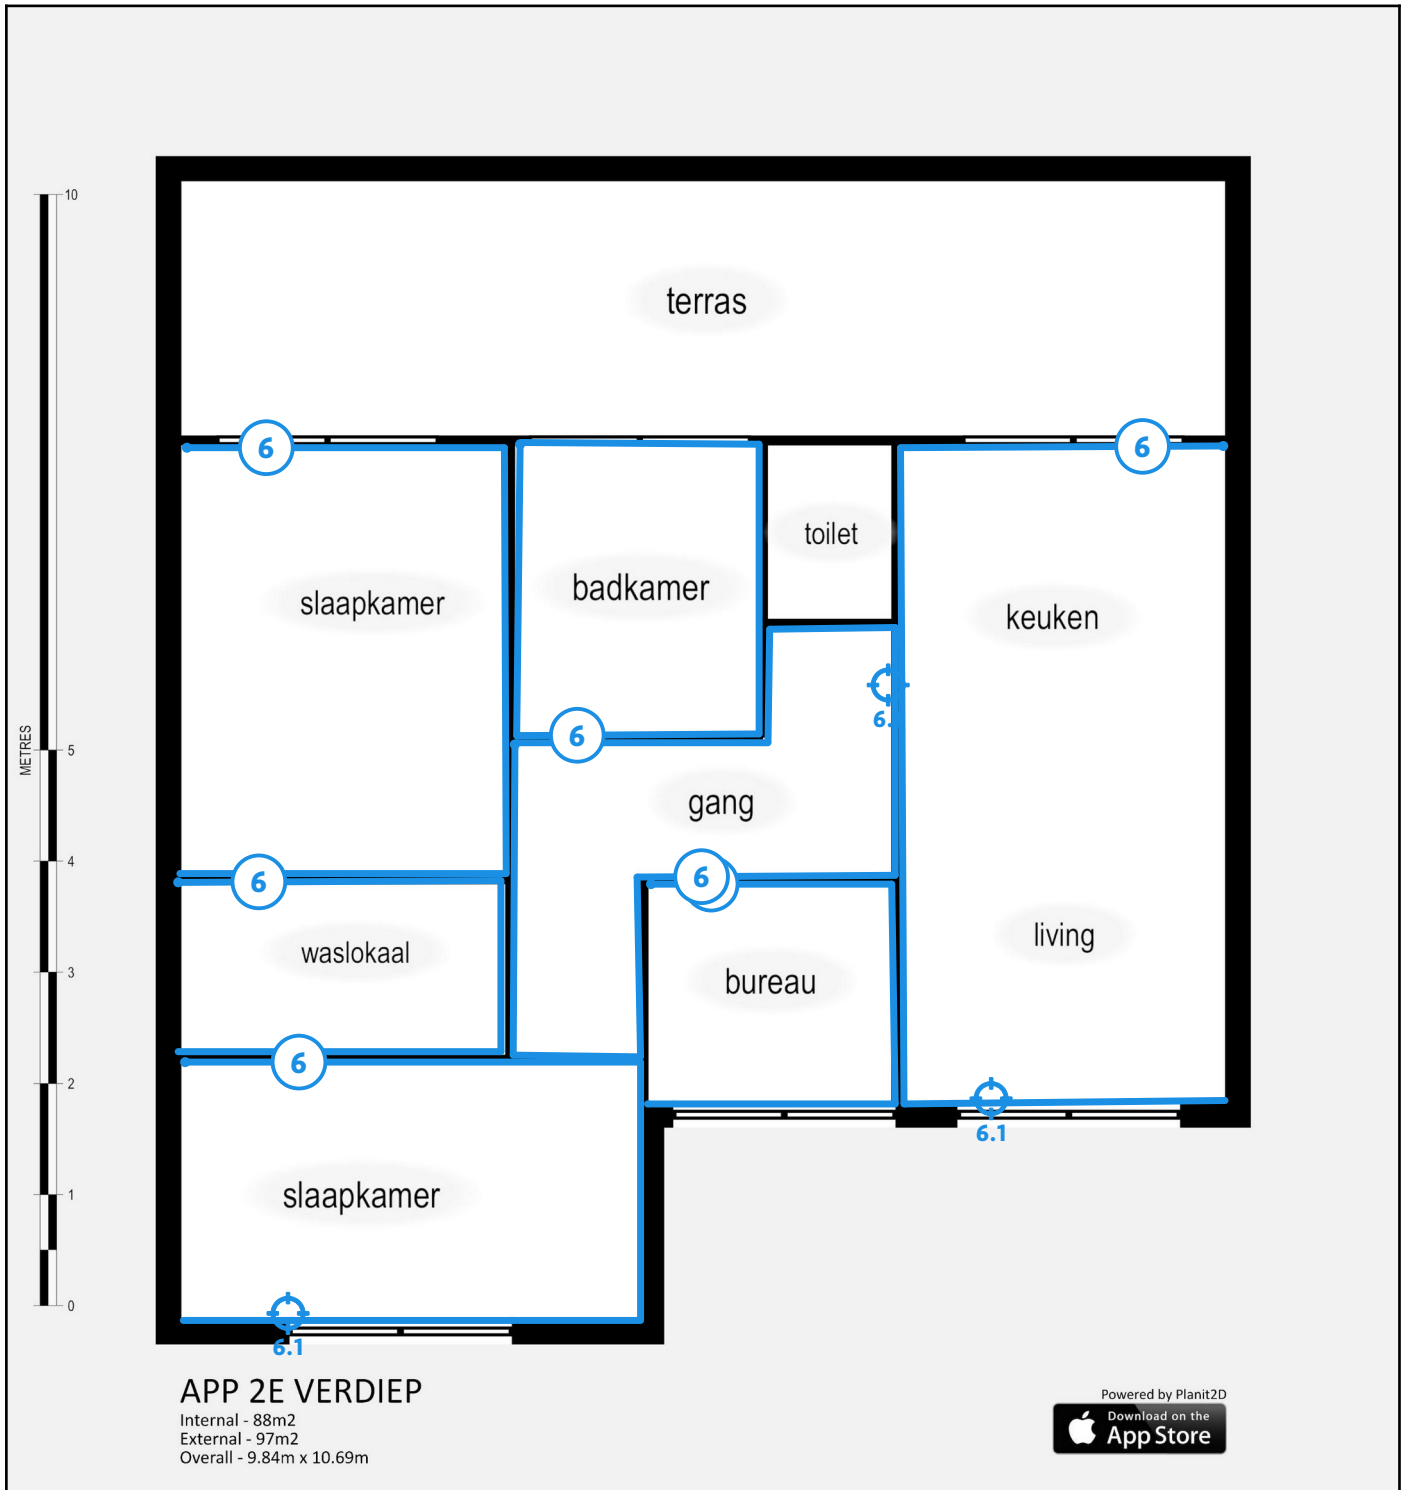 10
terras
6
6
toilet
badkamer
slaapkamer
keuken
6.
6
METRES
5
gang
4
6
6
living
waslokaal
3
bureau
6
2
6.1
slaapkamer
1
0
6.1
APP 2E VERDIEP
Internal - 88m2
External - 97m2
Overall - 9.84m x 10.69m
Powered by Planit2D
Download on the
App Store